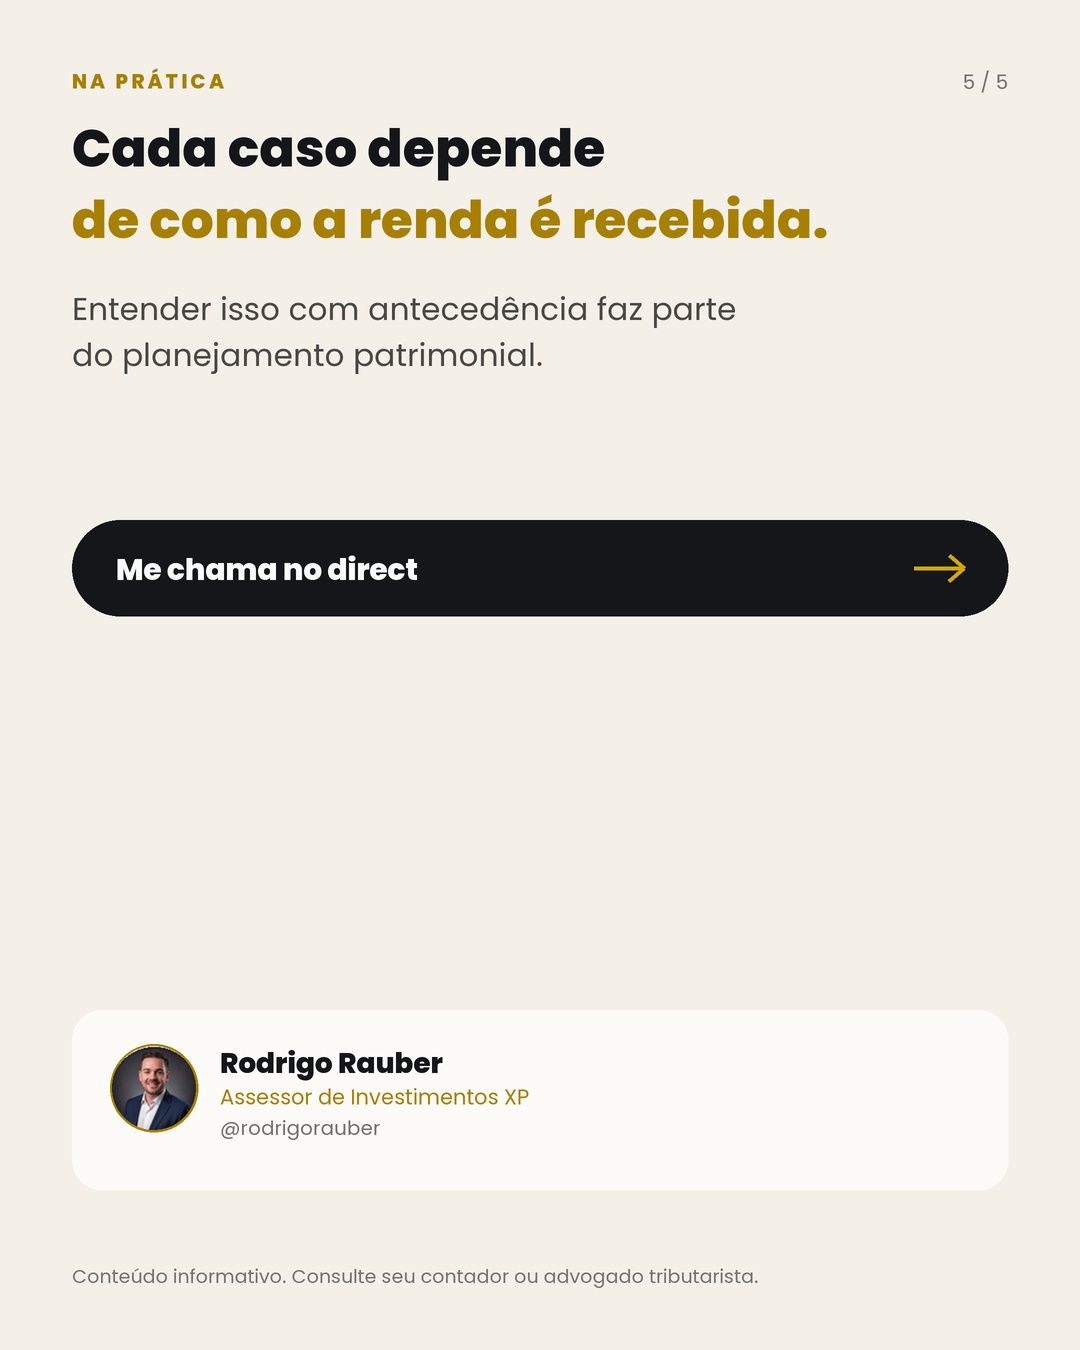 NA PRÁTICA
5 / 5
Cada caso depende
de como a renda é recebida.
Entender isso com antecedência faz parte
do planejamento patrimonial.
Me chama no direct
Rodrigo Rauber
Assessor de Investimentos XP
@rodrigorauber
Conteúdo informativo. Consulte seu contador ou advogado tributarista.